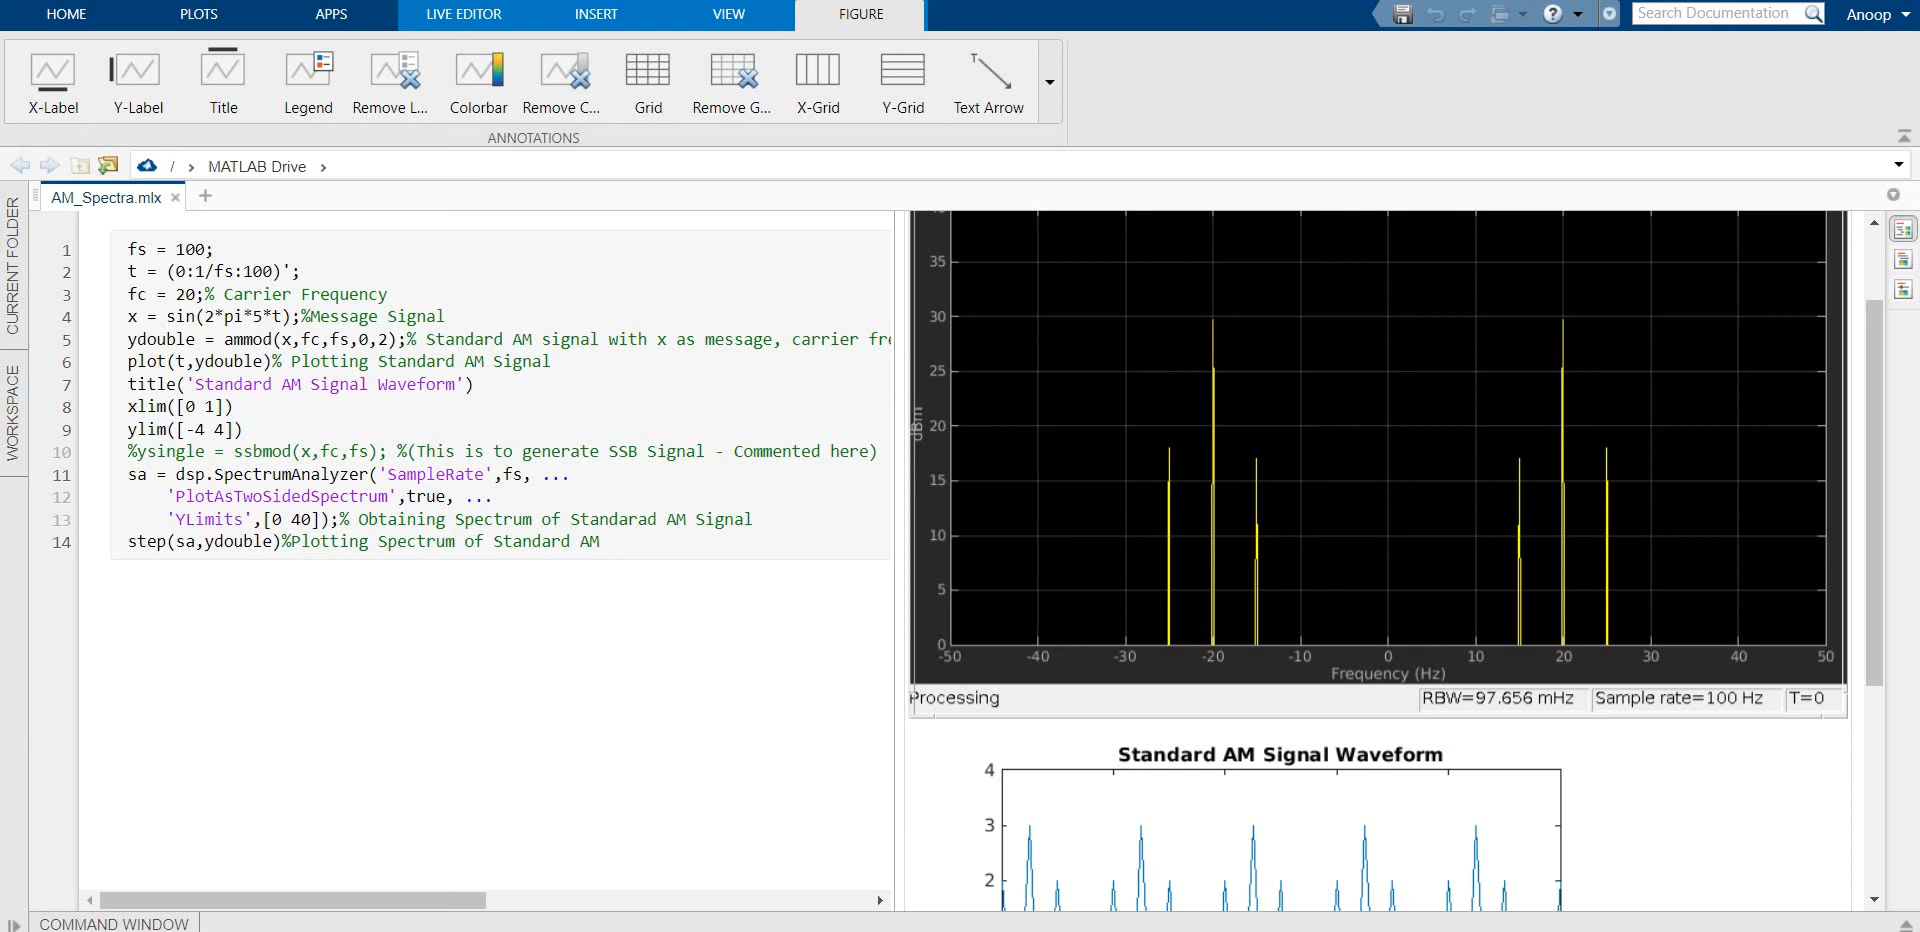 HOME PLOTS APPS LIVE EDITOR INSERT VIEW FIGURE
Search Documentation Anoop
X-Label Y-Label Title Legend Remove L... Colorbar Remove C... Grid Remove G... X-Grid Y-Grid Text Arrow
ANNOTATIONS
/ › MATLAB Drive ›
AM_Spectra.mlx × +
CURRENT FOLDER
WORKSPACE
1 fs = 100;
2 t = (0:1/fs:100)';
3 fc = 20;% Carrier Frequency
4 x = sin(2*pi*5*t);%Message Signal
5 ydouble = ammod(x,fc,fs,0,2);% Standard AM signal with x as message, carrier fre
6 plot(t,ydouble)% Plotting Standard AM Signal
7 title('Standard AM Signal Waveform')
8 xlim([0 1])
9 ylim([-4 4])
10 %ysingle = ssbmod(x,fc,fs); %(This is to generate SSB Signal - Commented here)
11 sa = dsp.SpectrumAnalyzer('SampleRate',fs, ...
12 'PlotAsTwoSidedSpectrum',true, ...
13 'YLimits',[0 40]);% Obtaining Spectrum of Standarad AM Signal
14 step(sa,ydouble)%Plotting Spectrum of Standard AM
35
30
25
20
15
10
5
0
dBm
-50 -40 -30 -20 -10 0 10 20 30 40 50
Frequency (Hz)
Processing RBW=97.656 mHz Sample rate=100 Hz T=0
Standard AM Signal Waveform
4
3
2
COMMAND WINDOW